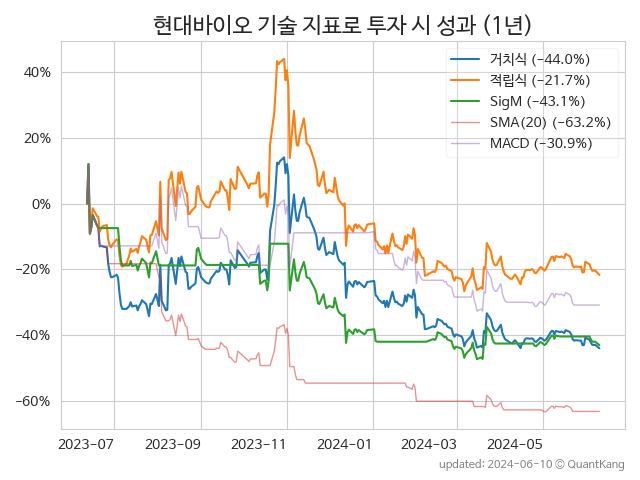 현대바이오 기술 지표로 투자 시 성과 (1년)
거치식 (−44.0%)
적립식 (−21.7%)
SigM (−43.1%)
SMA(20) (−63.2%)
MACD (−30.9%)
40%
20%
0%
−20%
−40%
−60%
2023-07 2023-09 2023-11 2024-01 2024-03 2024-05
updated: 2024-06-10 ⓒ QuantKang